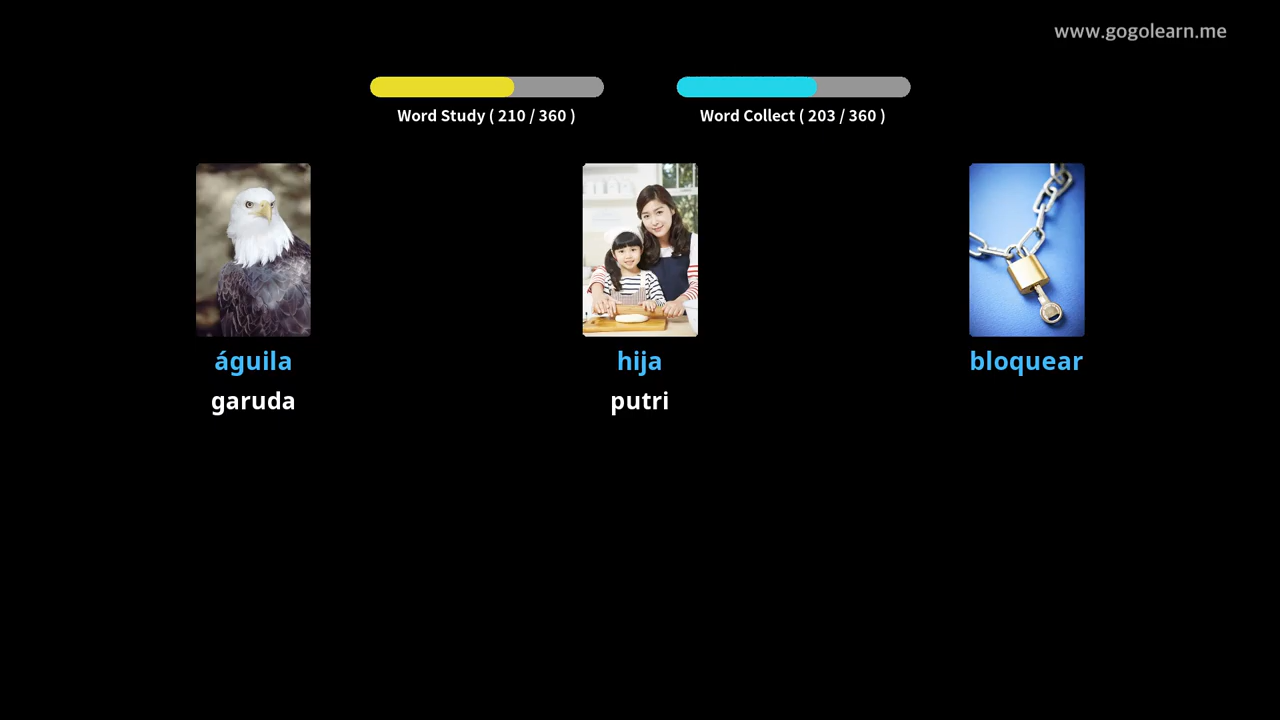 www.gogolearn.me
Word Study ( 210 / 360 )
Word Collect ( 203 / 360 )
águila
hija
bloquear
garuda
putri